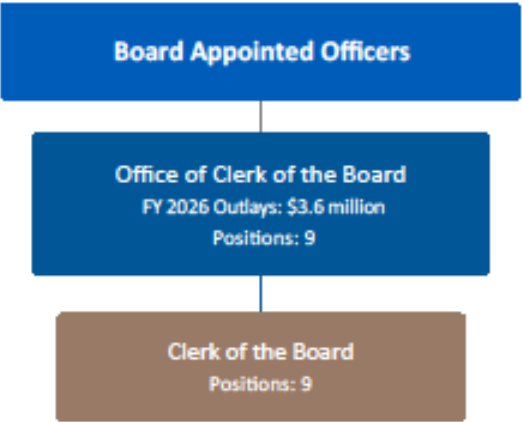 Board Appointed Officers
Office of Clerk of the Board
FY 2026 Outlays: $3.6 million
Positions: 9
Clerk of the Board
Positions: 9